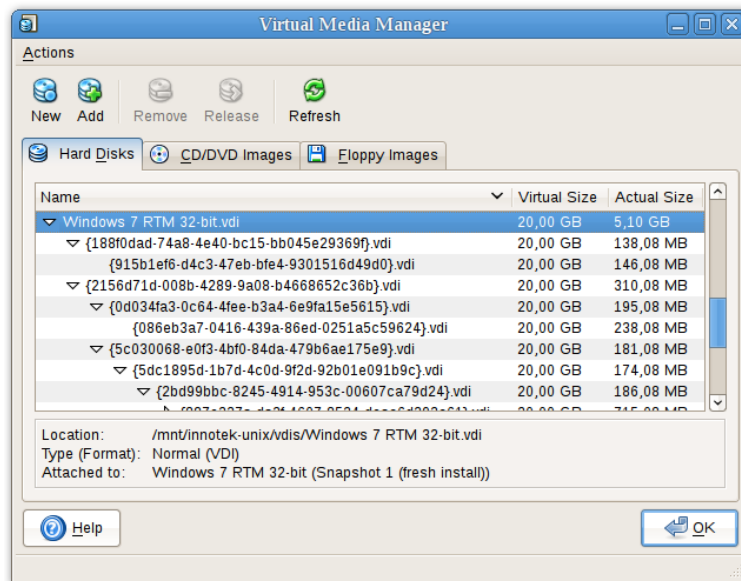 Virtual Media Manager
Actions
New Add Remove Release Refresh
Hard Disks CD/DVD Images Floppy Images
Name Virtual Size Actual Size
Windows 7 RTM 32-bit.vdi 20,00 GB 5,10 GB
{188f0dad-74a8-4e40-bc15-bb045e29369f}.vdi 20,00 GB 138,08 MB
{915b1ef6-d4c3-47eb-bfe4-9301516d49d0}.vdi 20,00 GB 146,08 MB
{2156d71d-008b-4289-9a08-b4668652c36b}.vdi 20,00 GB 310,08 MB
{0d034fa3-0c64-4fee-b3a4-6e9fa15e5615}.vdi 20,00 GB 195,08 MB
{086eb3a7-0416-439a-86ed-0251a5c59624}.vdi 20,00 GB 238,08 MB
{5c030068-e0f3-4bf0-84da-479b6ae175e9}.vdi 20,00 GB 181,08 MB
{5dc1895d-1b7d-4c0d-9f2d-92b01e091b9c}.vdi 20,00 GB 174,08 MB
{2bd99bbc-8245-4914-953c-00607ca79d24}.vdi 20,00 GB 186,08 MB
20,00 GB 715,08 MB
Location: /mnt/innotek-unix/vdis/Windows 7 RTM 32-bit.vdi
Type (Format): Normal (VDI)
Attached to: Windows 7 RTM 32-bit (Snapshot 1 (fresh install))
Help OK